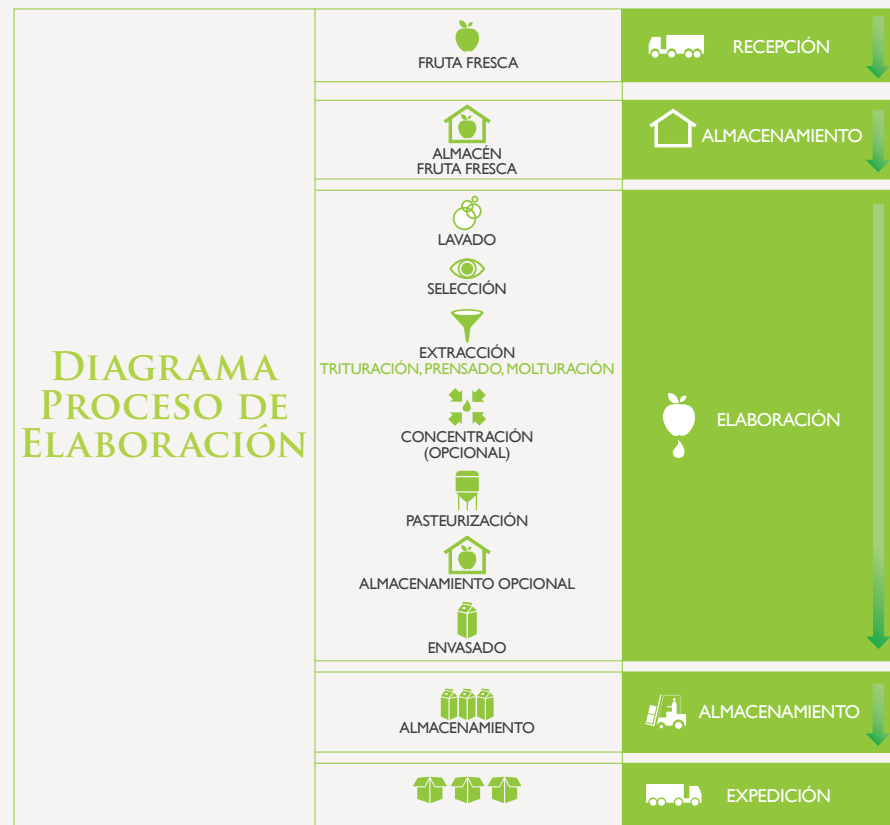 DIAGRAMA
PROCESO DE
ELABORACIÓN
FRUTA FRESCA
RECEPCIÓN
ALMACÉN
FRUTA FRESCA
ALMACENAMIENTO
LAVADO
SELECCIÓN
EXTRACCIÓN
TRITURACIÓN, PRENSADO, MOLTURACIÓN
CONCENTRACIÓN
(OPCIONAL)
PASTEURIZACIÓN
ALMACENAMIENTO OPCIONAL
ENVASADO
ELABORACIÓN
ALMACENAMIENTO
ALMACENAMIENTO
EXPEDICIÓN